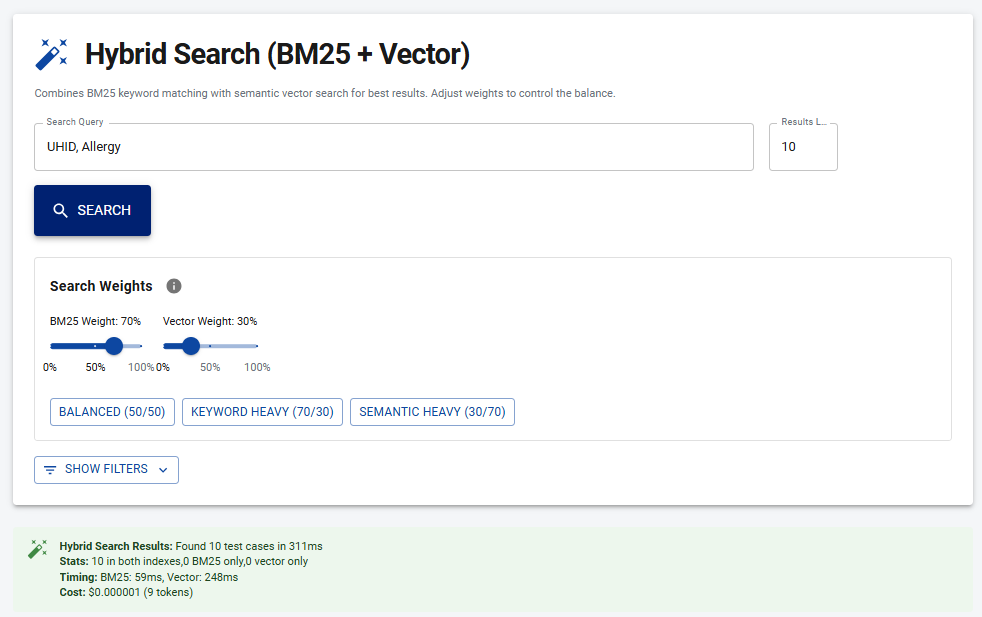 Hybrid Search (BM25 + Vector)
Combines BM25 keyword matching with semantic vector search for best results. Adjust weights to control the balance.
Search Query
Results L...
UHID, Allergy
10
SEARCH
Search Weights
BM25 Weight: 70%
Vector Weight: 30%
0% 50% 100% 0% 50% 100%
BALANCED (50/50)
KEYWORD HEAVY (70/30)
SEMANTIC HEAVY (30/70)
SHOW FILTERS
Hybrid Search Results: Found 10 test cases in 311ms
Stats: 10 in both indexes,0 BM25 only,0 vector only
Timing: BM25: 59ms, Vector: 248ms
Cost: $0.000001 (9 tokens)